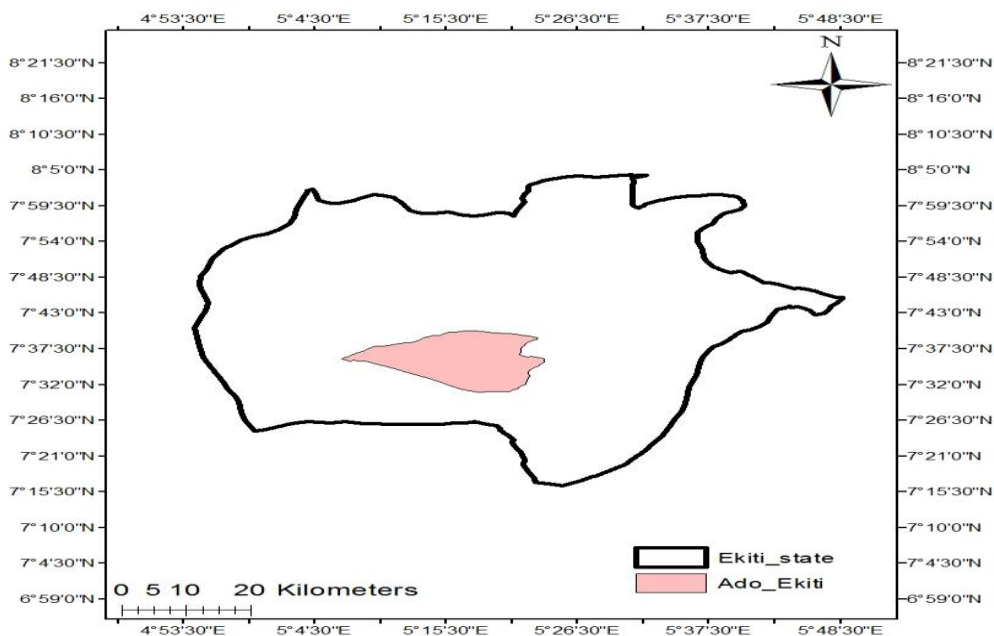 4°53'30"E 5°4'30"E 5°15'30"E 5°26'30"E 5°37'30"E 5°48'30"E
N
8°21'30"N 8°21'30"N
8°16'0"N 8°16'0"N
8°10'30"N 8°10'30"N
8°5'0"N 8°5'0"N
7°59'30"N 7°59'30"N
7°54'0"N 7°54'0"N
7°48'30"N 7°48'30"N
7°43'0"N 7°43'0"N
7°37'30"N 7°37'30"N
7°32'0"N 7°32'0"N
7°26'30"N 7°26'30"N
7°21'0"N 7°21'0"N
7°15'30"N 7°15'30"N
7°10'0"N 7°10'0"N
7°4'30"N 7°4'30"N
6°59'0"N 6°59'0"N
Ekiti_state
Ado_Ekiti
0 5 10 20 Kilometers
4°53'30"E 5°4'30"E 5°15'30"E 5°26'30"E 5°37'30"E 5°48'30"E